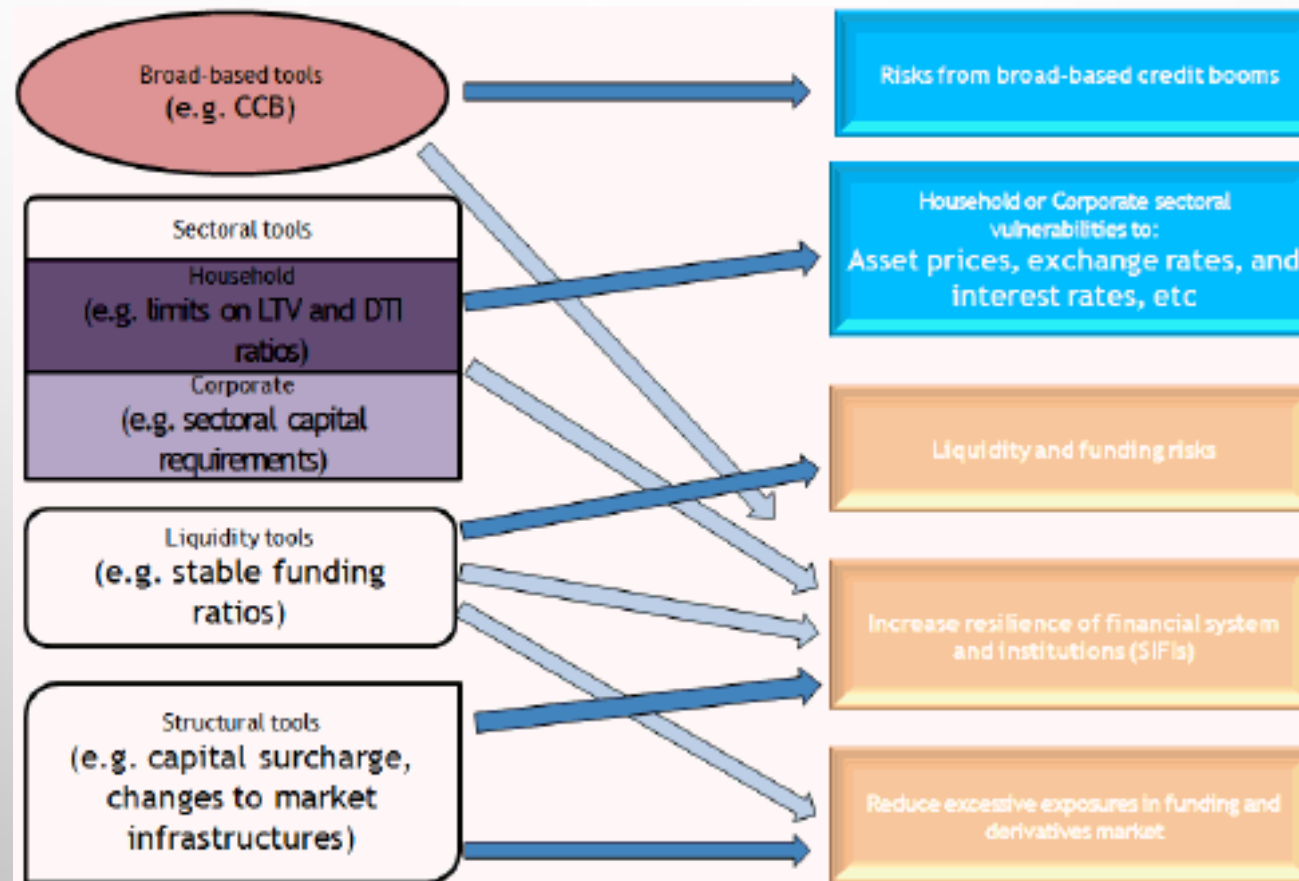 Broad-based tools
(e.g. CCB)
Risks from broad-based credit booms
Sectoral tools
Household
(e.g. limits on LTV and DTI
ratios)
Corporate
(e.g. sectoral capital
requirements)
Household or Corporate sectoral
vulnerabilities to:
Asset prices, exchange rates, and
interest rates, etc
Liquidity tools
(e.g. stable funding
ratios)
Liquidity and funding risks
Structural tools
(e.g. capital surcharge,
changes to market
infrastructures)
Increase resilience of financial system
and institutions (SIFIs)
Reduce excessive exposures in funding and
derivatives market